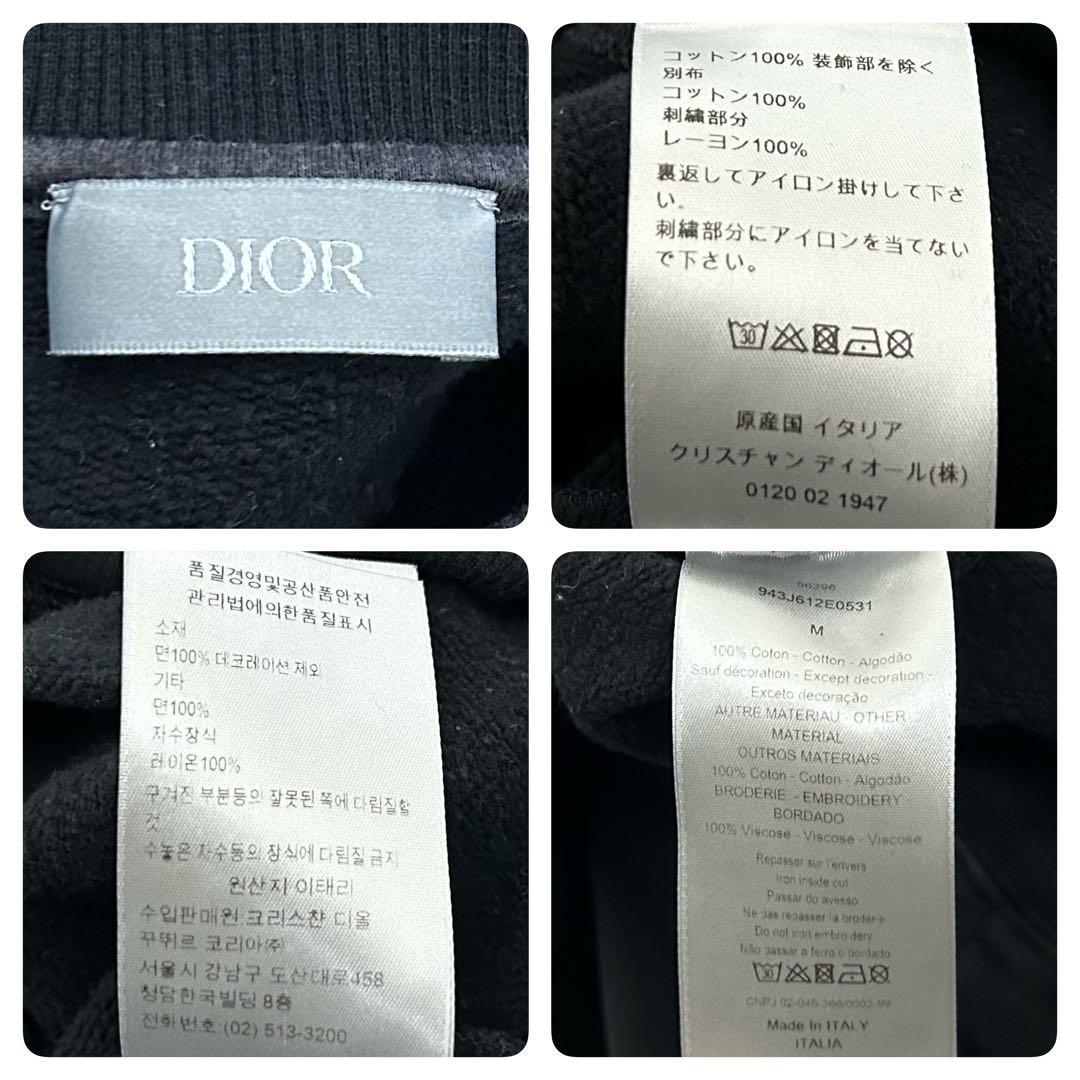 DIOR
コットン100% 装飾部を除く
別布
コットン100%
刺繍部分
レーヨン100%
裏返してアイロン掛けして下さ
い。
刺繍部分にアイロンを当てない
で下さい。
30
原産国 イタリア
クリスチャン ディオール(株)
0120 02 1947
품질경영및공산품안전
관리법에의한품질표시
소재
면100% 데코레이션 제외
기타
면100%
자수장식
레이온100%
구겨진 부분등의 잘못된 쪽에 다림질할
것
수놓은 자수등의 장식에 다림질 금지
원산지 이태리
수입판매원 크리스챤 디올
꾸뛰르 코리아㈜
서울시 강남구 도산대로458
청담한국빌딩 8층
전화번호:(02) 513-3200
56296
943J612E0531
M
100% Coton - Cotton - Algodão
Sauf décoration - Except decoration -
Exceto decoração
AUTRE MATERIAU - OTHER
MATERIAL
OUTROS MATERIAIS
100% Coton - Cotton - Algodão
BRODERIE - EMBROIDERY
BORDADO
100% Viscose - Viscose - Viscose
Repasser sur l'envers
Iron inside out
Passar do avesso
Ne pas repasser la broderie
Do not iron embroidery
Não passar a ferro o bordado
30
CNPJ 02-046-366/0003-99
Made In ITALY
ITALIA